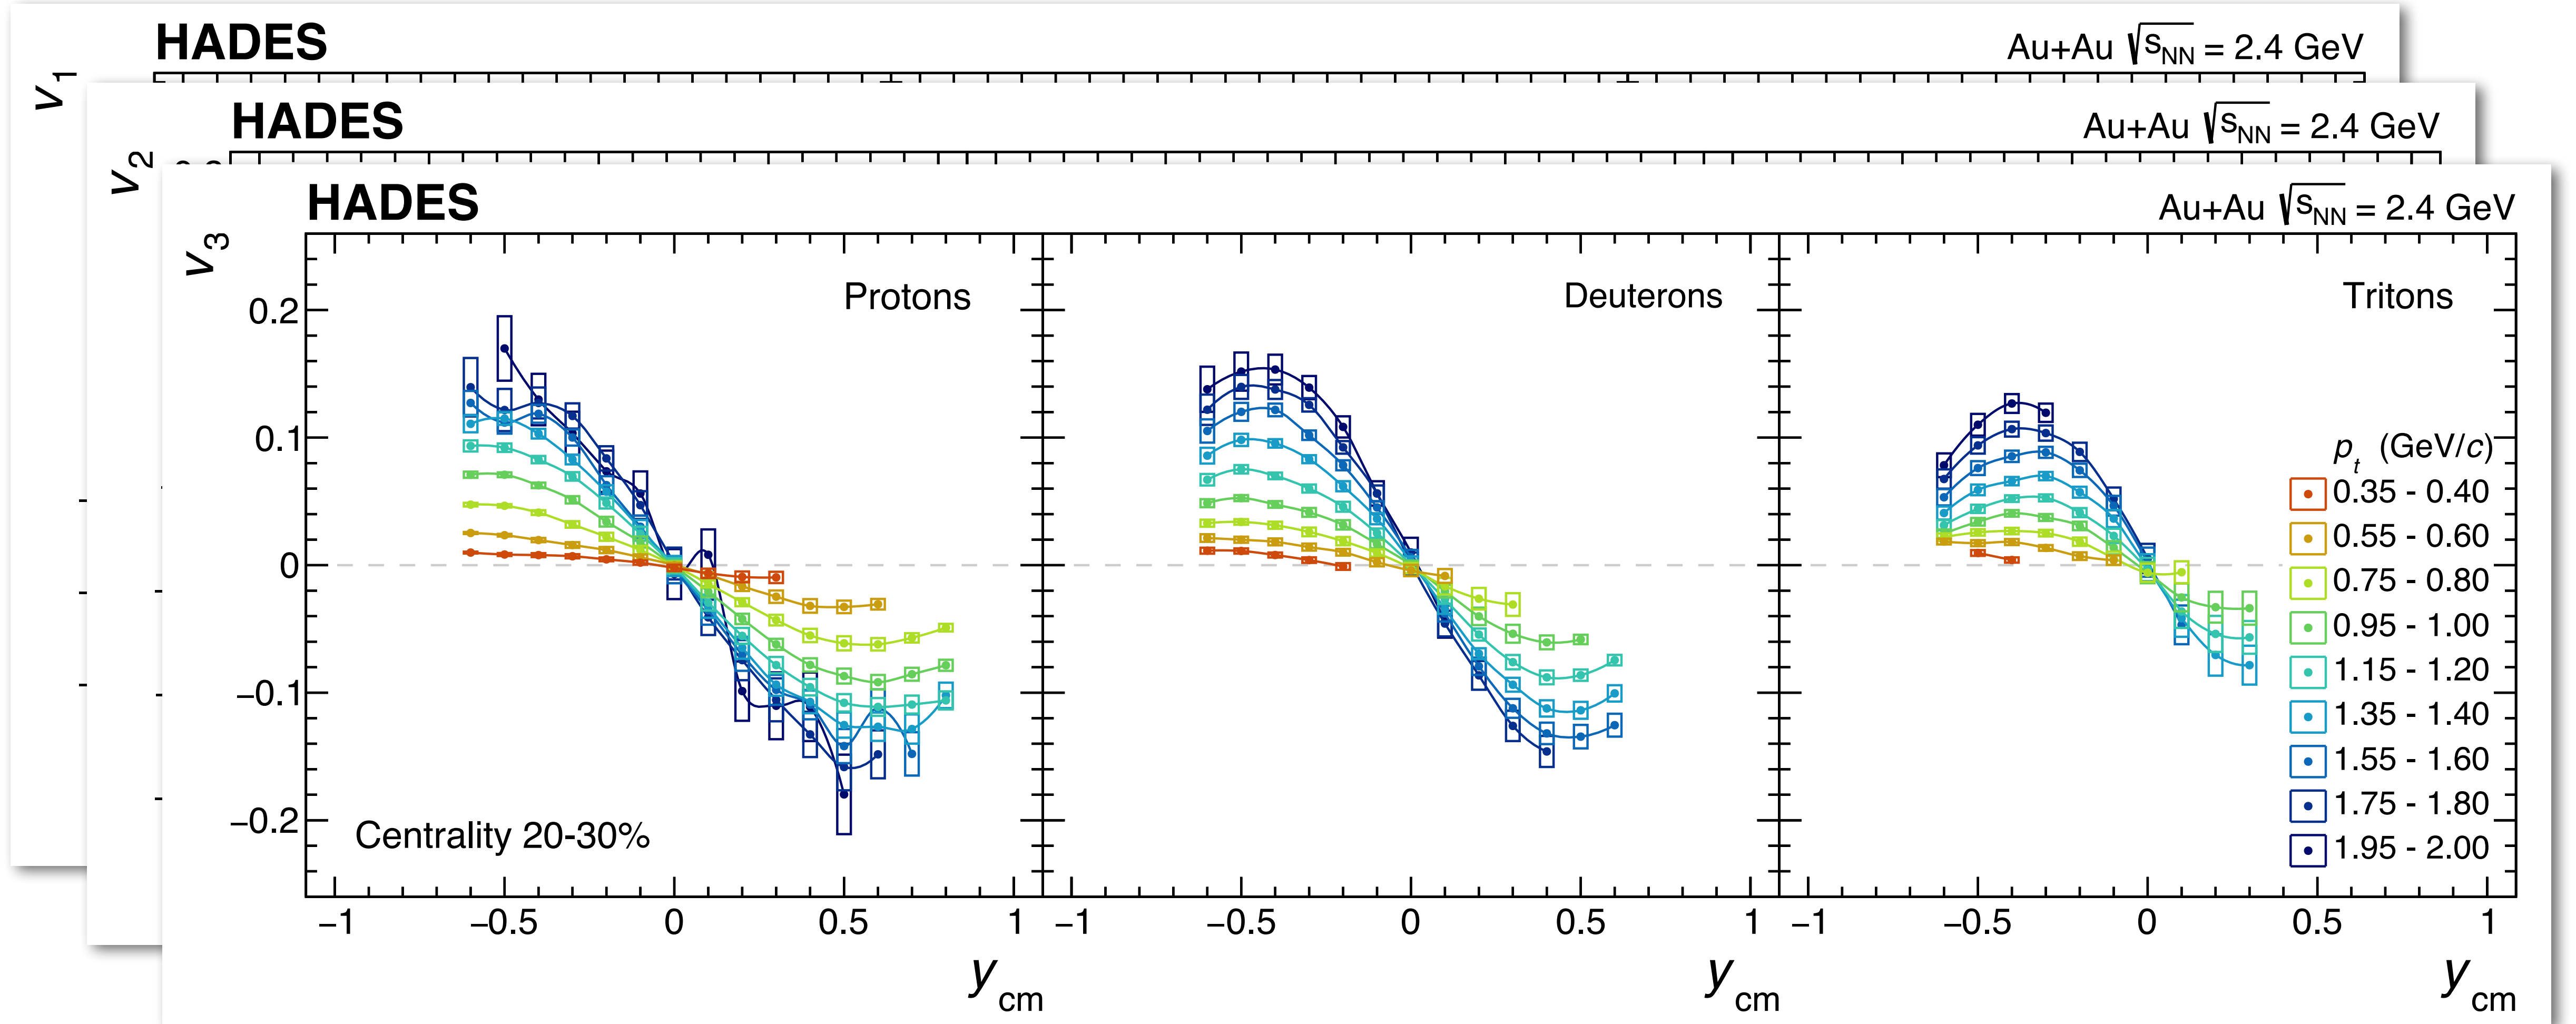 HADES
Au+Au √sNN = 2.4 GeV
v1
HADES
Au+Au √sNN = 2.4 GeV
v2
HADES
Au+Au √sNN = 2.4 GeV
v3
Protons
Deuterons
Tritons
0.2
0.1
0
−0.1
−0.2
pt (GeV/c)
0.35 - 0.40
0.55 - 0.60
0.75 - 0.80
0.95 - 1.00
1.15 - 1.20
1.35 - 1.40
1.55 - 1.60
1.75 - 1.80
1.95 - 2.00
Centrality 20-30%
−1 −0.5 0 0.5 1
−1 −0.5 0 0.5 1
−1 −0.5 0 0.5 1
ycm
ycm
ycm